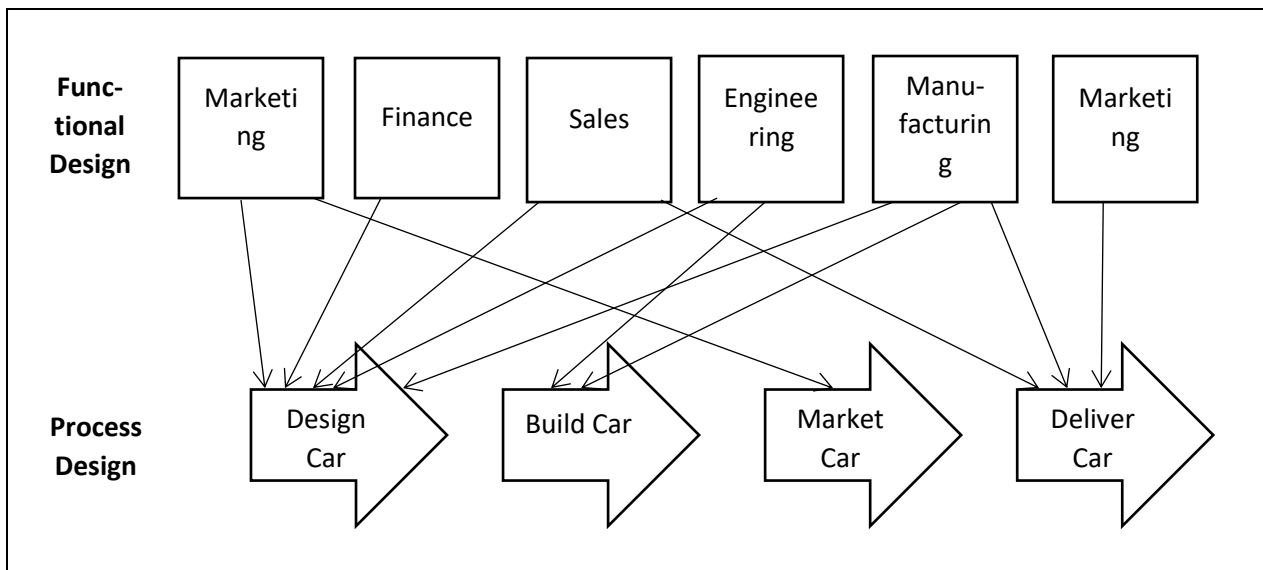 Func-
tional
Design
Marketi
ng
Finance
Sales
Enginee
ring
Manu-
facturin
g
Marketi
ng
Process
Design
Design
Car
Build Car
Market
Car
Deliver
Car